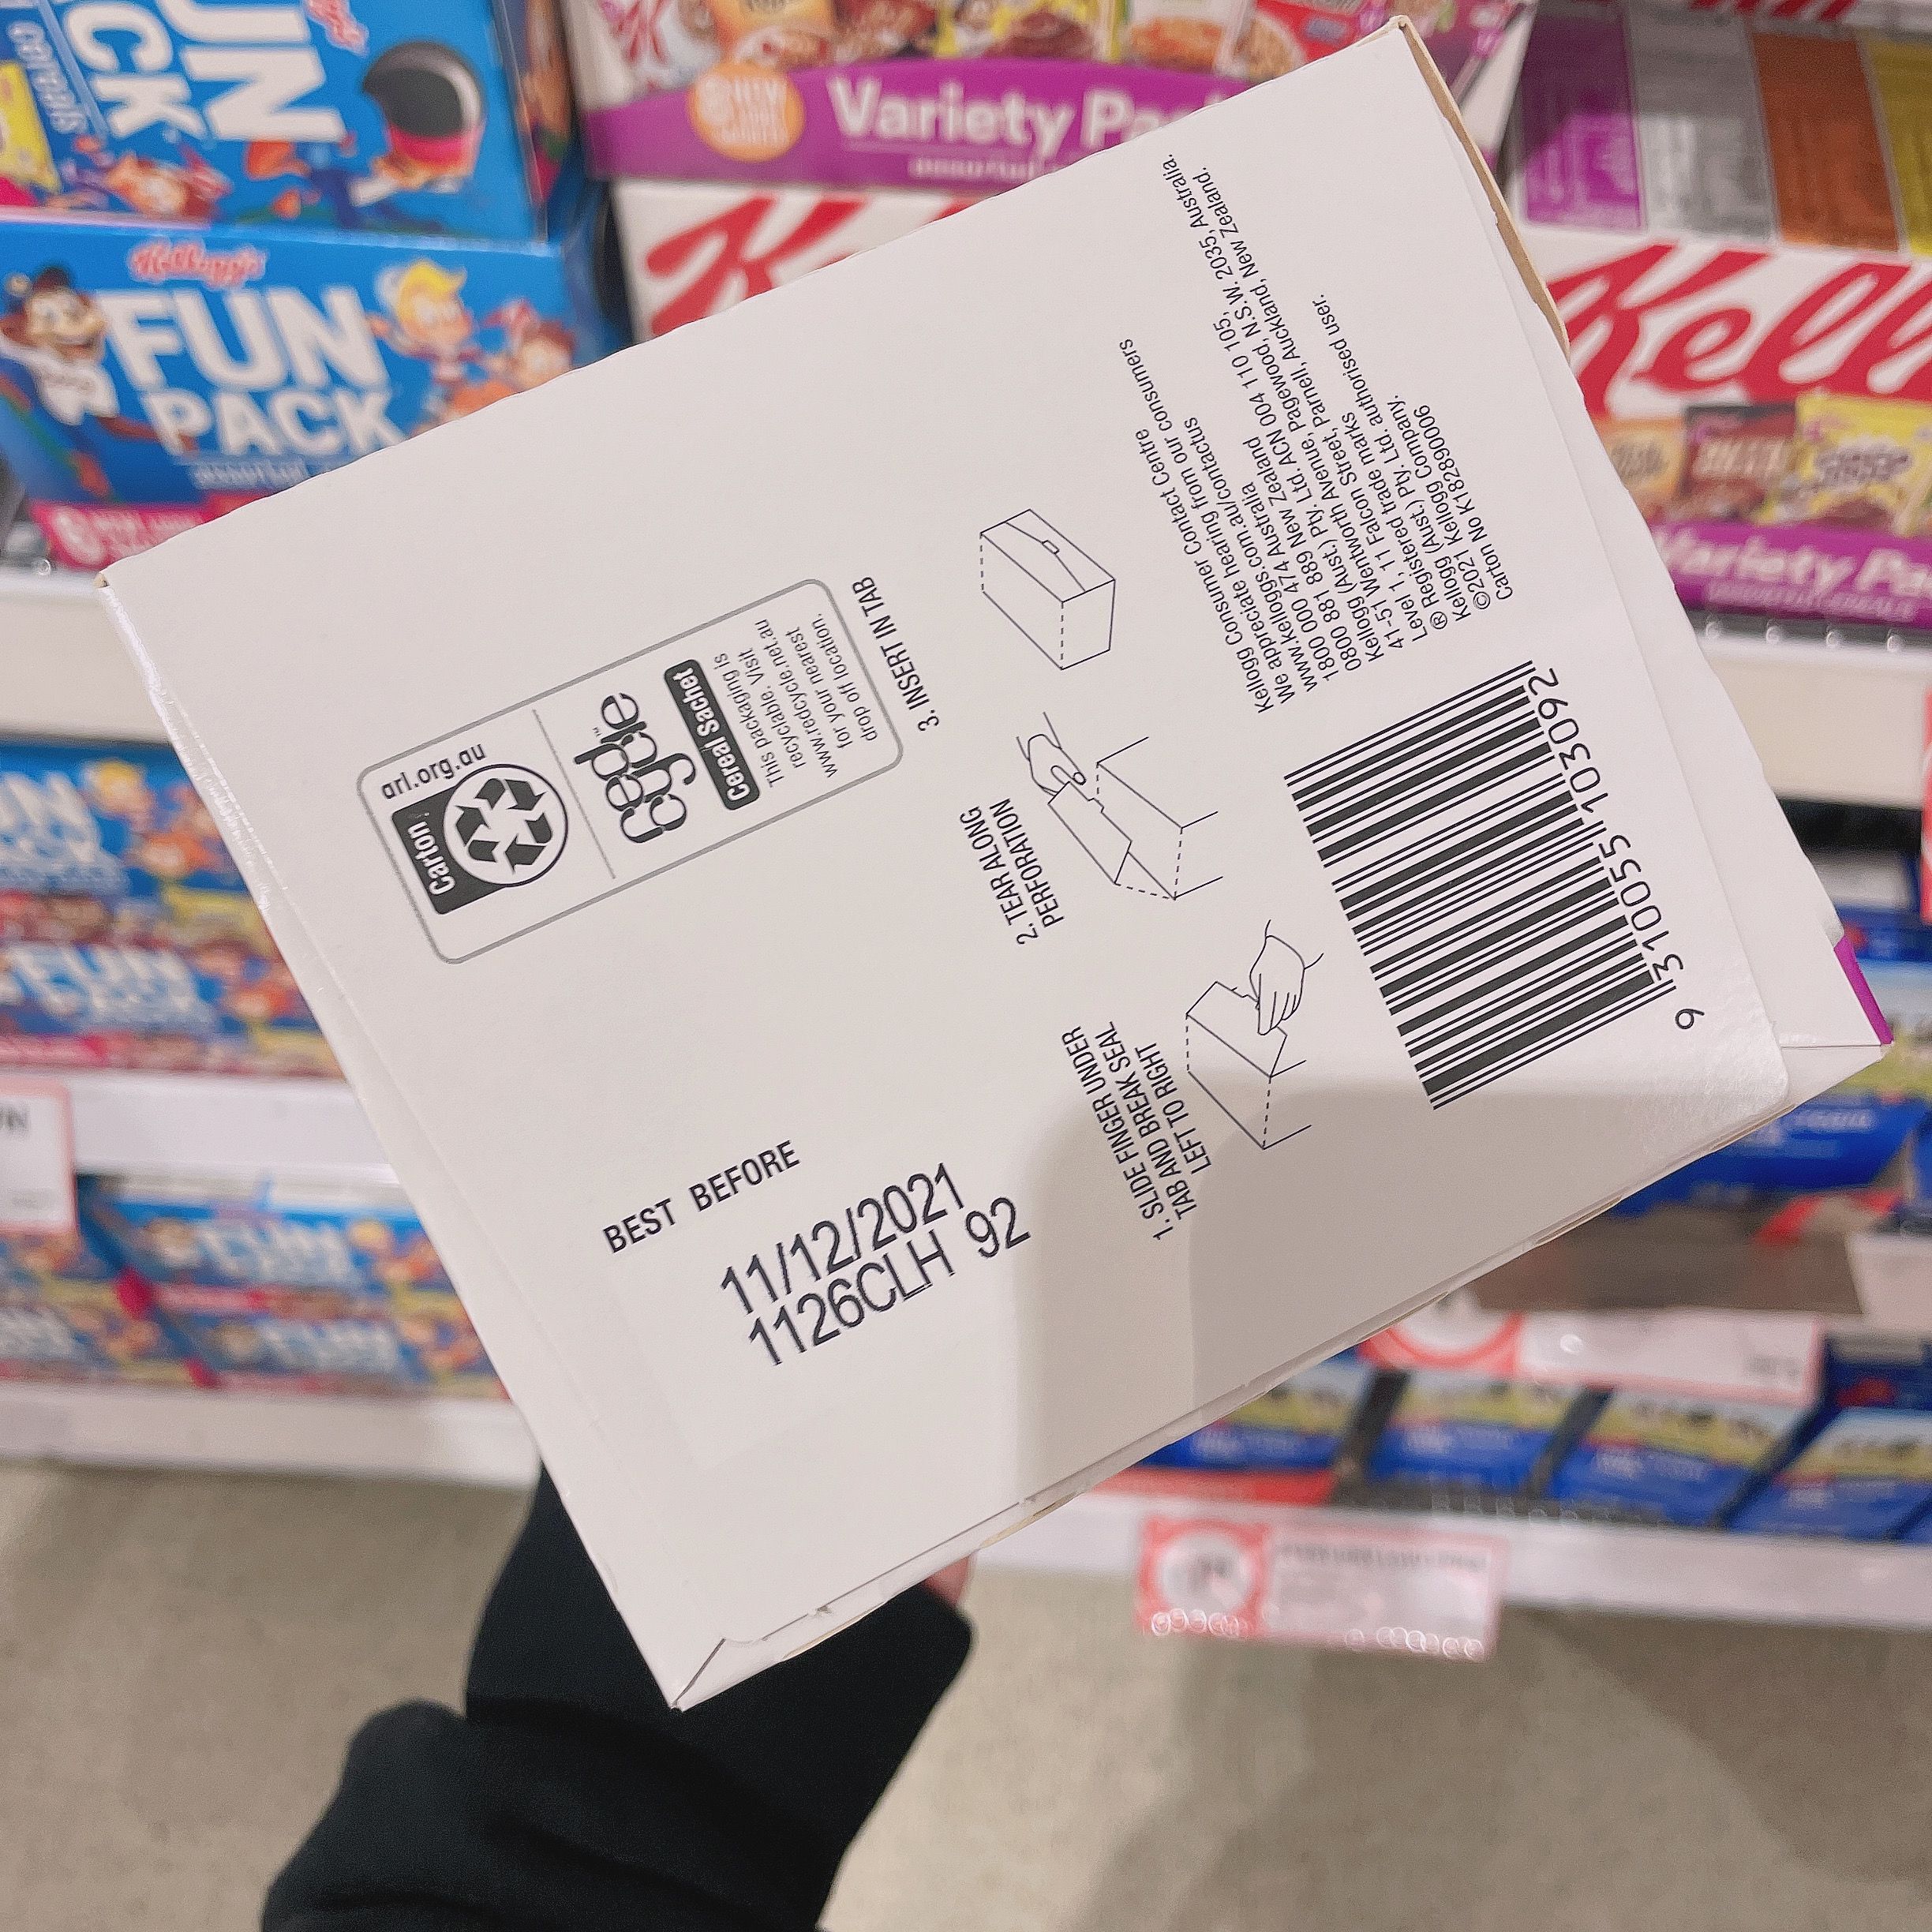 Kellogg's
FUN
PACK
Variety
FUN
PACK
arl.org.au
Carton
red
cycle™
Cereal Sachet
This packaging is
recyclable. Visit
www.redcycle.net.au
for your nearest
drop off location.
BEST BEFORE
11/12/2021
1126CLH 92
1. SLIDE FINGER UNDER
TAB AND BREAK SEAL
LEFT TO RIGHT
2. TEAR ALONG
PERFORATION
3. INSERT IN TAB
Kellogg Consumer Contact Centre
We appreciate hearing from our consumers
www.kelloggs.com.au/contactus
1800 000 474 Australia
0800 881 889 New Zealand
Kellogg (Aust.) Pty. Ltd. ACN 004 110 105,
41-51 Wentworth Avenue, Pagewood, N.S.W. 2035, Australia.
Level 1, 11 Falcon Street, Parnell, Auckland, New Zealand.
® Registered trade marks
Kellogg (Aust.) Pty. Ltd. authorised user.
©2021 Kellogg Company.
Carton No K182890006
9 310055 103092
Variety